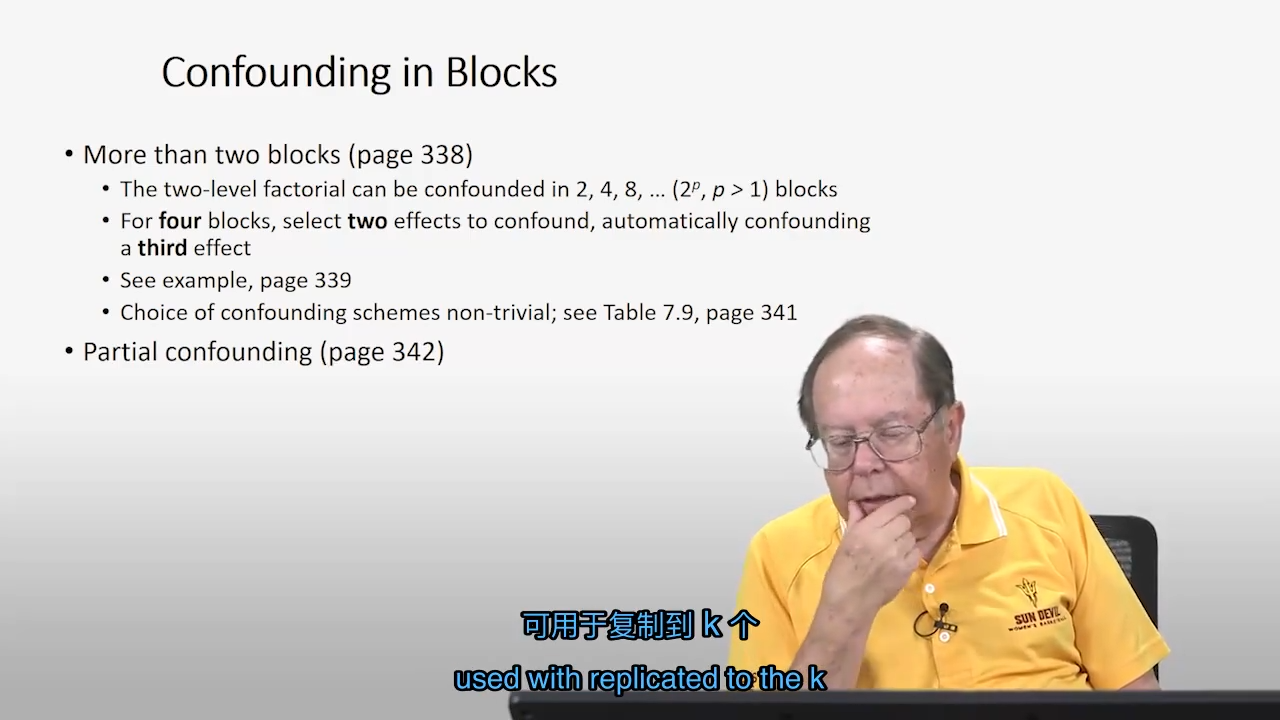 Confounding in Blocks
• More than two blocks (page 338)
• The two-level factorial can be confounded in 2, 4, 8, … (2ᵖ, p > 1) blocks
• For four blocks, select two effects to confound, automatically confounding
a third effect
• See example, page 339
• Choice of confounding schemes non-trivial; see Table 7.9, page 341
• Partial confounding (page 342)
SUN DEVIL
WOMEN'S BASKETBALL
可用于复制到 k 个
used with replicated to the k